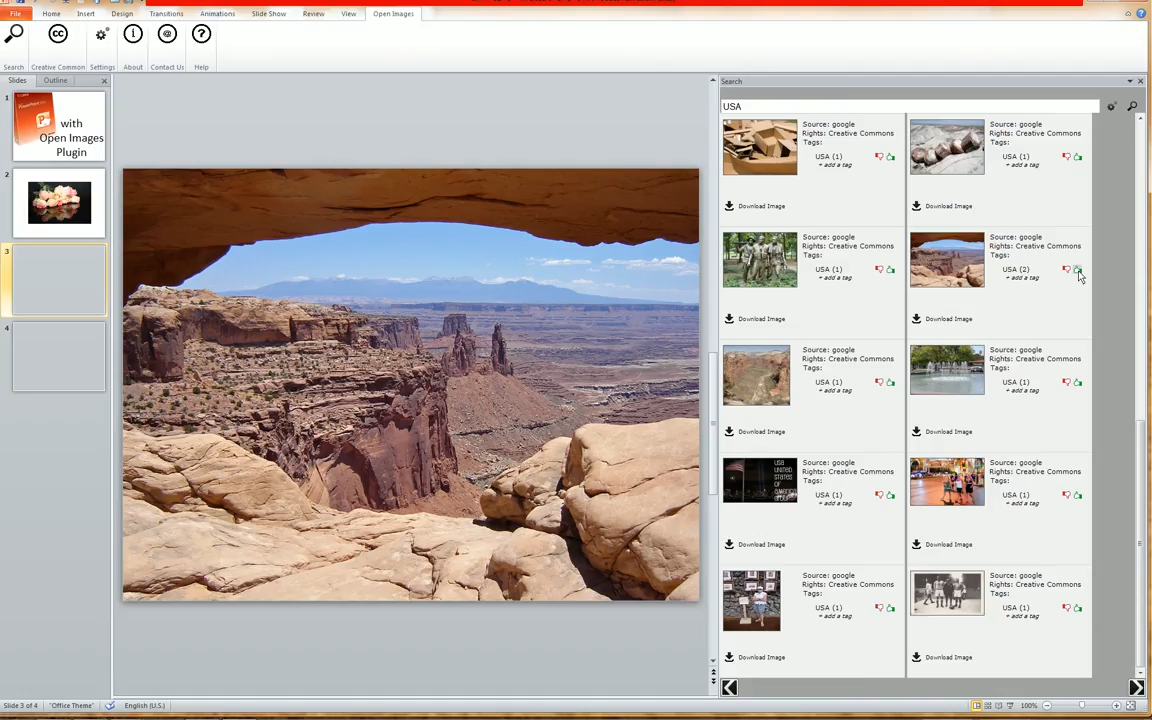 File Home Insert Design Transitions Animations Slide Show Review View Open Images
Search Creative Common Settings About Contact Us Help
Slides Outline
1
with
Open Images
Plugin
2
3
4
Search
USA
Source: google
Rights: Creative Commons
Tags:
USA (1)
+ add a tag
Download Image
Source: google
Rights: Creative Commons
Tags:
USA (1)
+ add a tag
Download Image
Source: google
Rights: Creative Commons
Tags:
USA (1)
+ add a tag
Download Image
Source: google
Rights: Creative Commons
Tags:
USA (2)
+ add a tag
Download Image
Source: google
Rights: Creative Commons
Tags:
USA (1)
+ add a tag
Download Image
Source: google
Rights: Creative Commons
Tags:
USA (1)
+ add a tag
Download Image
USA
UNITED
STATES
OF
AMERICA
Source: google
Rights: Creative Commons
Tags:
USA (1)
+ add a tag
Download Image
Source: google
Rights: Creative Commons
Tags:
USA (1)
+ add a tag
Download Image
Source: google
Rights: Creative Commons
Tags:
USA (1)
+ add a tag
Download Image
Source: google
Rights: Creative Commons
Tags:
USA (1)
+ add a tag
Download Image
Slide 3 of 4 "Office Theme" English (U.S.) 100%